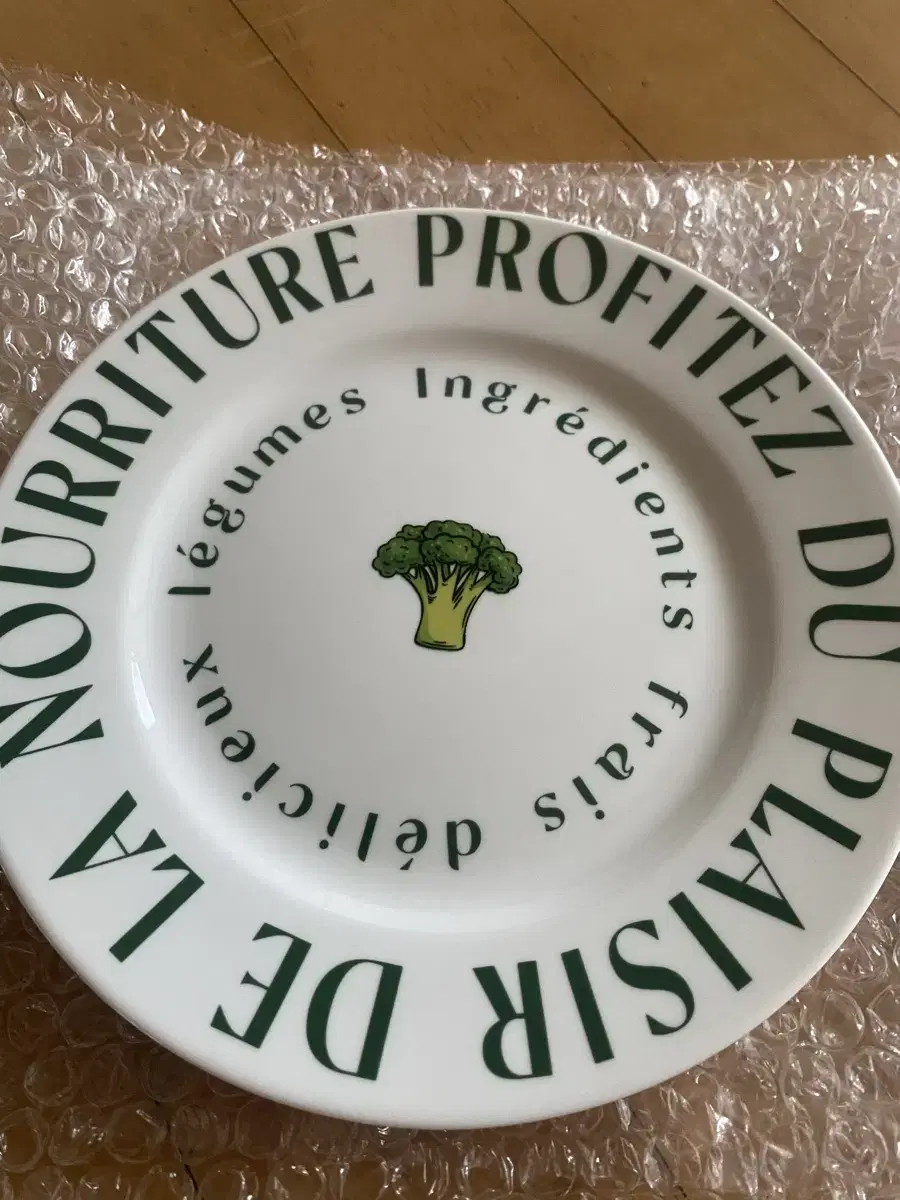 PROFITEZ DU PLAISIR DE LA NOURRITURE
Ingrédients frais délicieux légumes